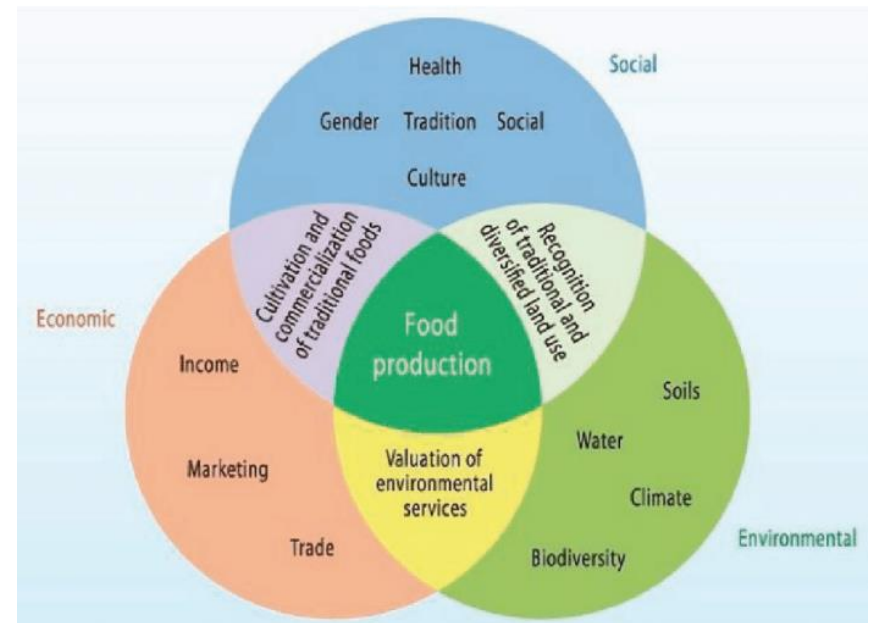 Health
Social
Gender Tradition Social
Culture
Cultivation and
commercialization
of traditional foods
Recognition
of traditional and
diversified land use
Economic
Food
production
Income
Soils
Water
Marketing
Valuation of
environmental
services
Climate
Trade
Biodiversity
Environmental